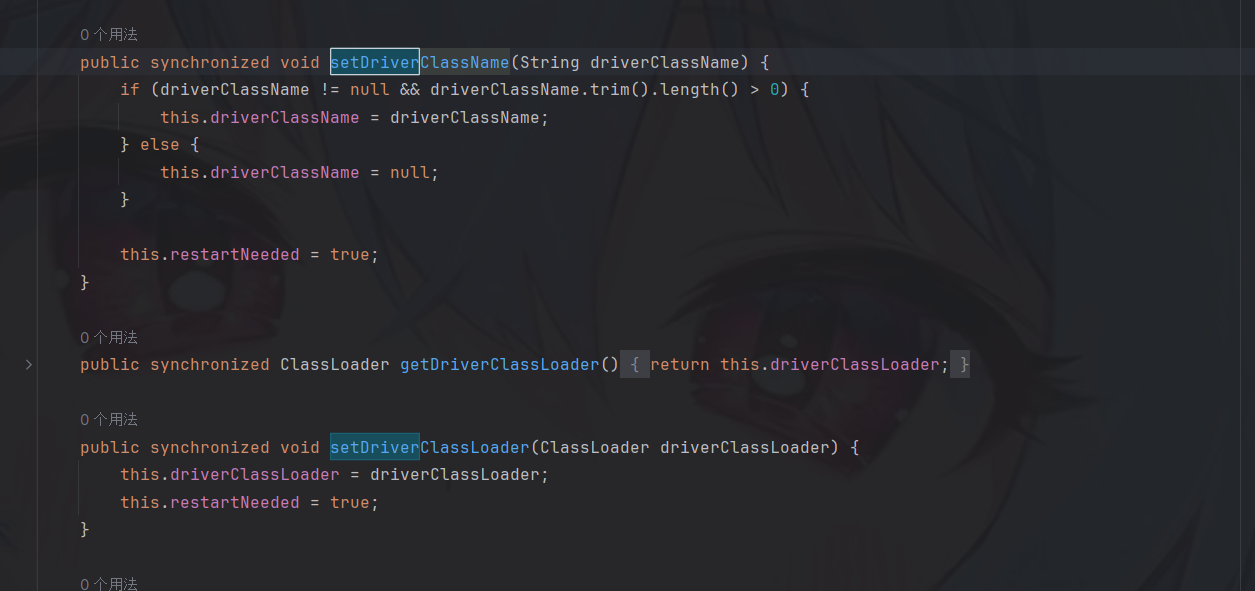 0 个用法
public synchronized void setDriverClassName(String driverClassName) {
if (driverClassName != null && driverClassName.trim().length() > 0) {
this.driverClassName = driverClassName;
} else {
this.driverClassName = null;
}
this.restartNeeded = true;
}
0 个用法
public synchronized ClassLoader getDriverClassLoader() { return this.driverClassLoader; }
0 个用法
public synchronized void setDriverClassLoader(ClassLoader driverClassLoader) {
this.driverClassLoader = driverClassLoader;
this.restartNeeded = true;
}
0 个用法